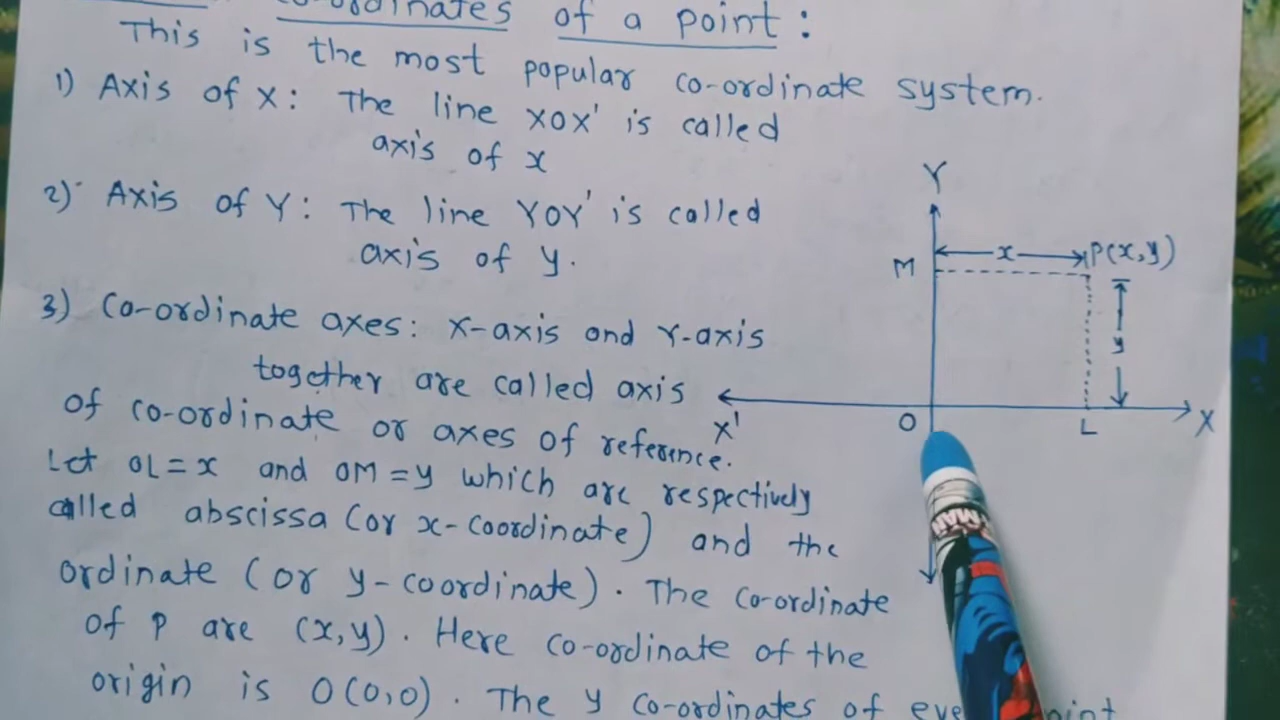 of a point :
This is the most popular co-ordinate system.
1) Axis of X : The line XOX' is called
axis of x
2) Axis of Y : The line YOY' is called
axis of y.
3) Co-ordinate axes : X-axis and Y-axis
together are called axis
of co-ordinate or axes of reference.
Let OL = x and OM = y which are respectively
called abscissa (or x-coordinate) and the
ordinate (or y-coordinate). The co-ordinate
of P are (x,y). Here co-ordinate of the
origin is O(0,0). The y co-ordinates of
Y
M
x
P(x,y)
y
X'
O
L
X